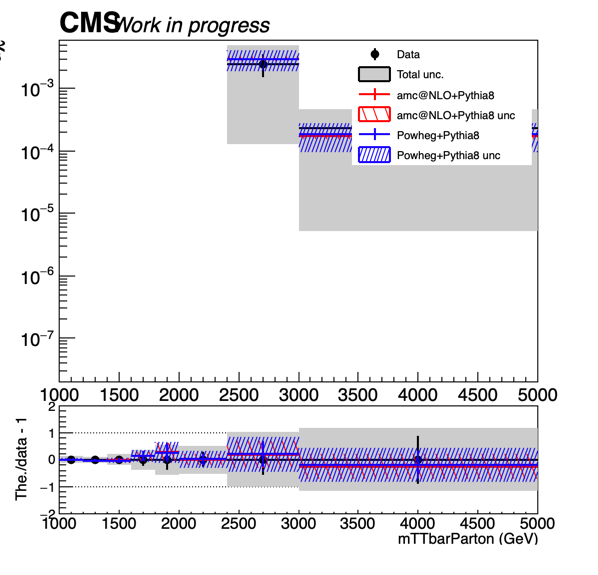 CMS Work in progress
10⁻³
10⁻⁴
10⁻⁵
10⁻⁶
10⁻⁷
Data
Total unc.
amc@NLO+Pythia8
amc@NLO+Pythia8 unc
Powheg+Pythia8
Powheg+Pythia8 unc
1000 1500 2000 2500 3000 3500 4000 4500 5000
The./data - 1
2
1
0
−1
−2
1000 1500 2000 2500 3000 3500 4000 4500 5000
mTTbarParton (GeV)